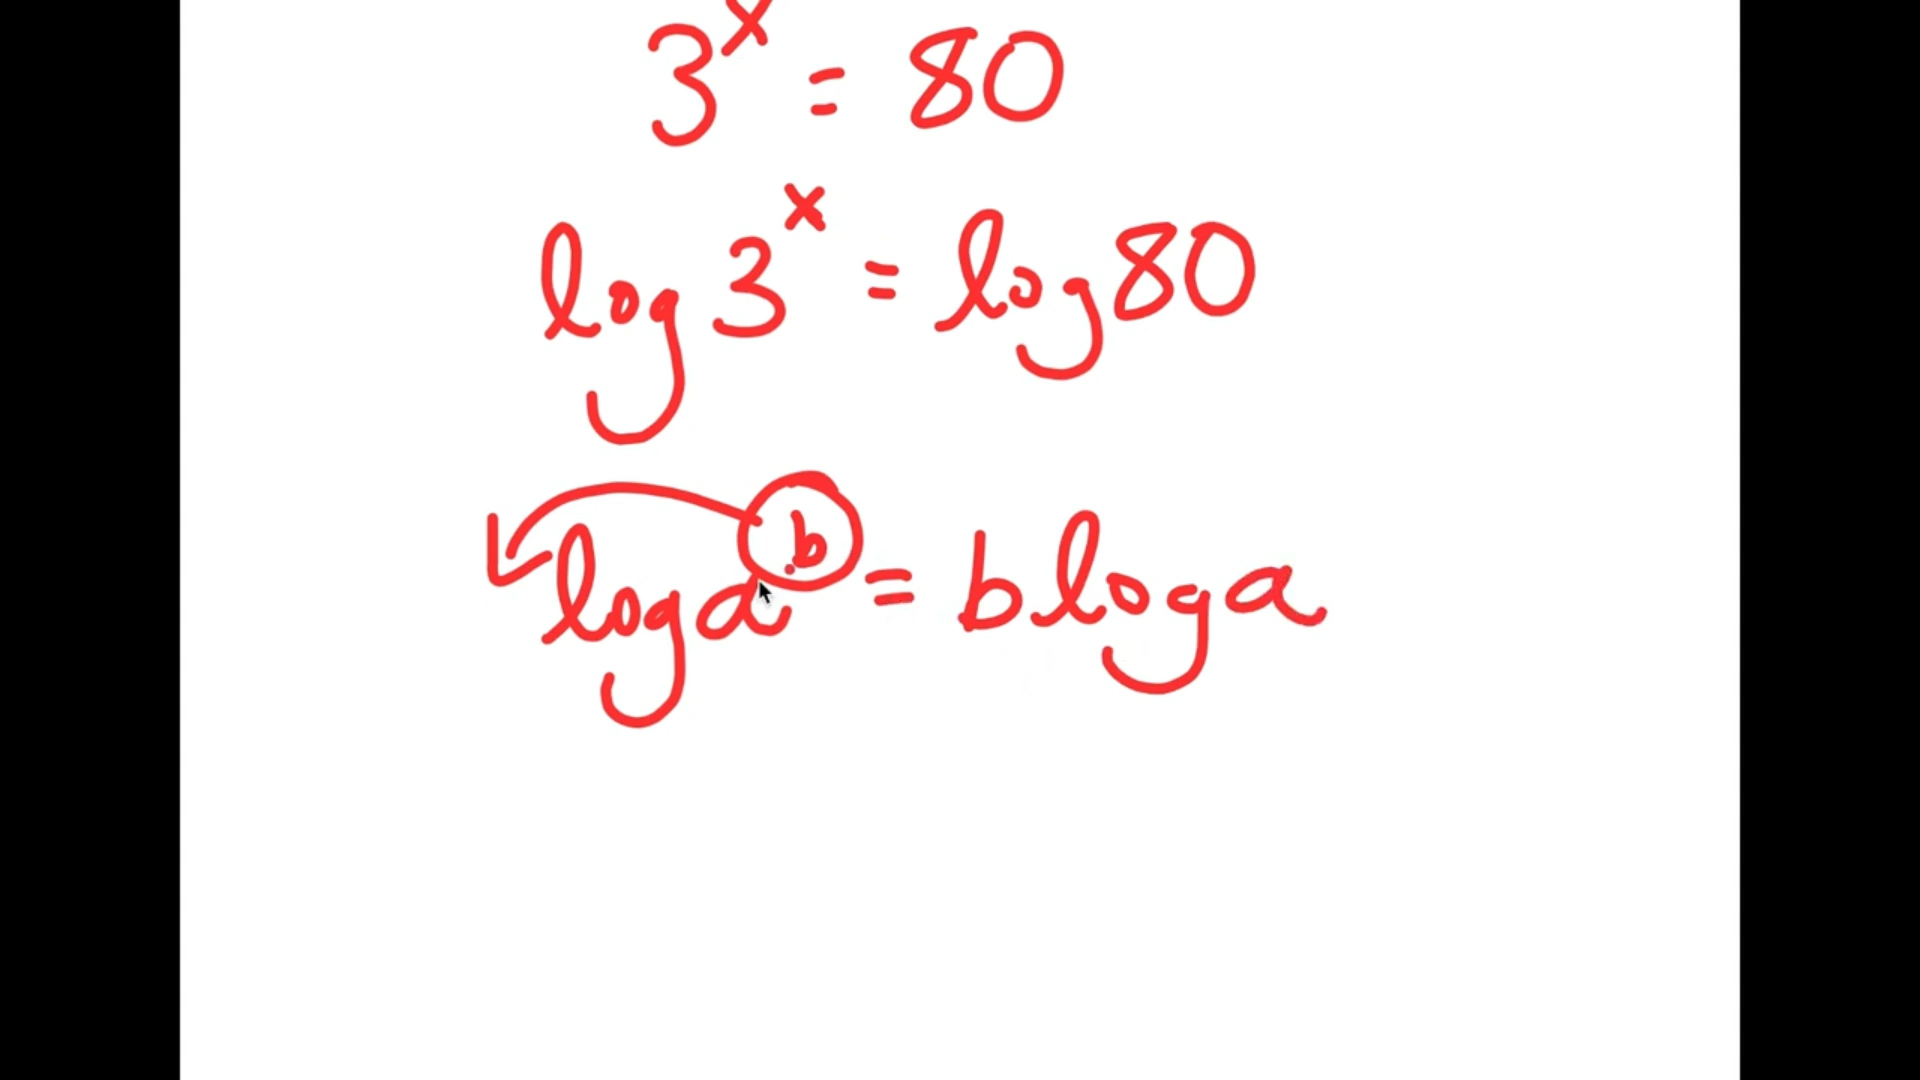 3^x = 80
log 3^x = log 80
log a^b = b log a